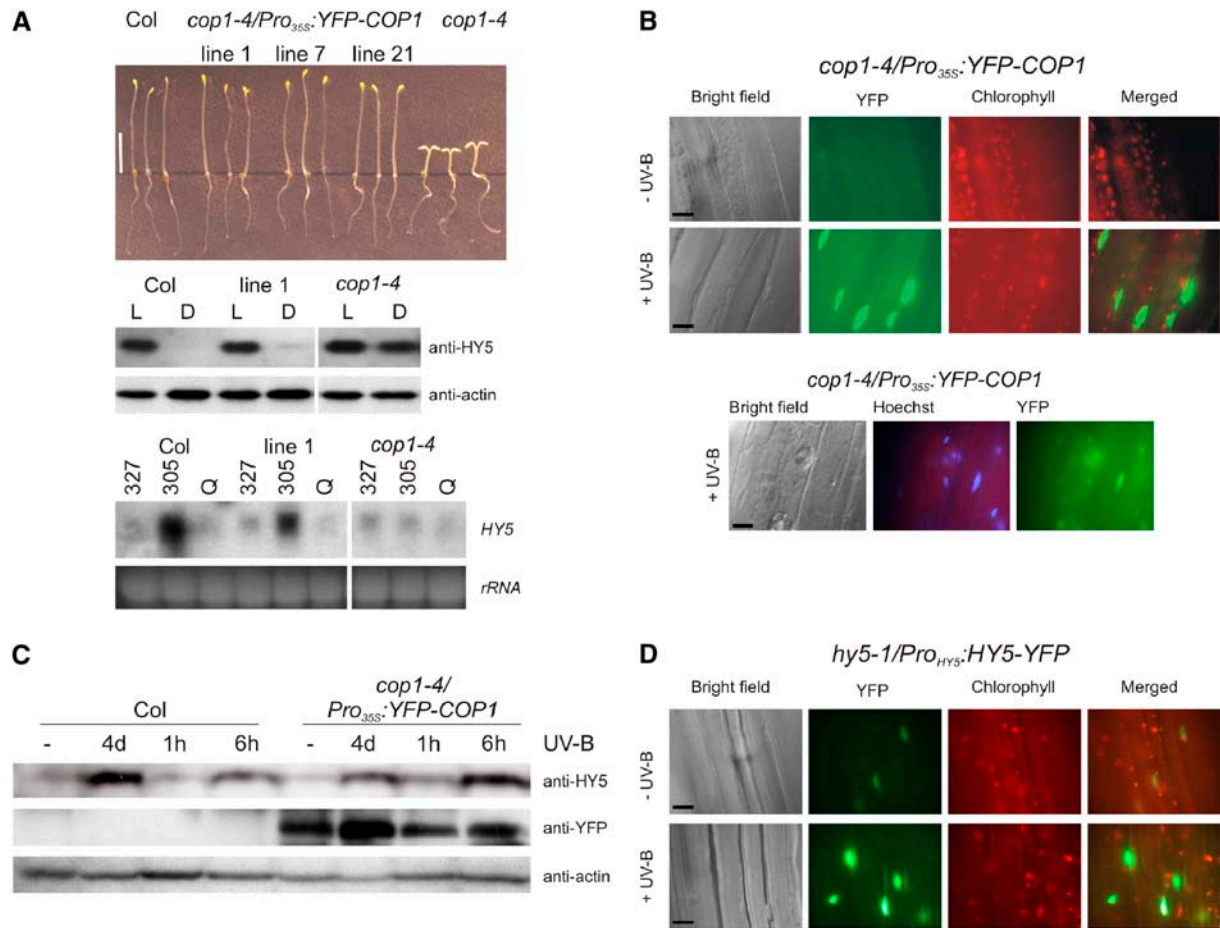 A
Col cop1-4/Pro35S:YFP-COP1 cop1-4
line 1 line 7 line 21
Col line 1 cop1-4
L D L D L D
anti-HY5
anti-actin
Col line 1 cop1-4
327 305 Q 327 305 Q 327 305 Q
HY5
rRNA
B
cop1-4/Pro35S:YFP-COP1
Bright field YFP Chlorophyll Merged
- UV-B
+ UV-B
cop1-4/Pro35S:YFP-COP1
Bright field Hoechst YFP
+ UV-B
C
cop1-4/
Col Pro35S:YFP-COP1
- 4d 1h 6h - 4d 1h 6h UV-B
anti-HY5
anti-YFP
anti-actin
D
hy5-1/ProHY5:HY5-YFP
Bright field YFP Chlorophyll Merged
- UV-B
+ UV-B